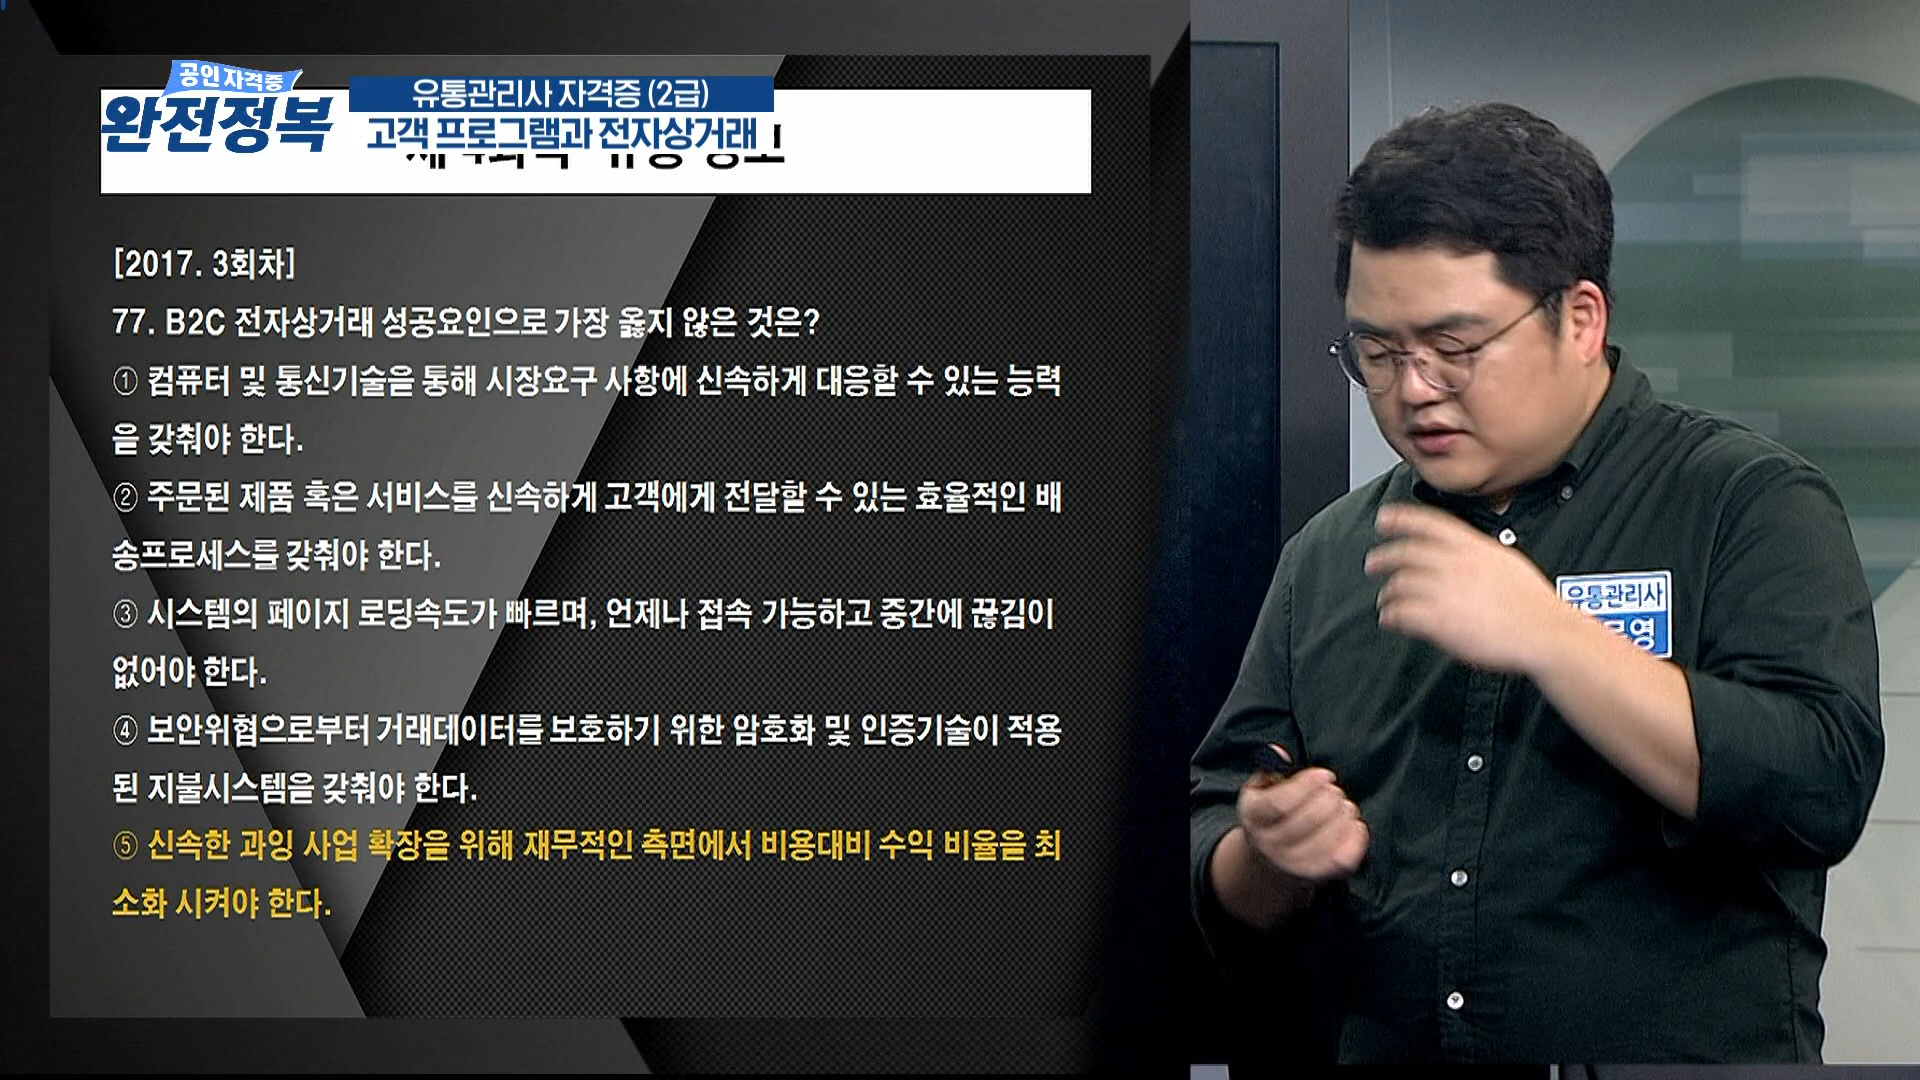 공인 자격증
완전정복
유통관리사 자격증 (2급)
고객 프로그램과 전자상거래
[2017. 3회차]
77. B2C 전자상거래 성공요인으로 가장 옳지 않은 것은?
① 컴퓨터 및 통신기술을 통해 시장요구 사항에 신속하게 대응할 수 있는 능력
을 갖춰야 한다.
② 주문된 제품 혹은 서비스를 신속하게 고객에게 전달할 수 있는 효율적인 배
송프로세스를 갖춰야 한다.
③ 시스템의 페이지 로딩속도가 빠르며, 언제나 접속 가능하고 중간에 끊김이
없어야 한다.
④ 보안위협으로부터 거래데이터를 보호하기 위한 암호화 및 인증기술이 적용
된 지불시스템을 갖춰야 한다.
⑤ 신속한 과잉 사업 확장을 위해 재무적인 측면에서 비용대비 수익 비율을 최
소화 시켜야 한다.
유통관리사